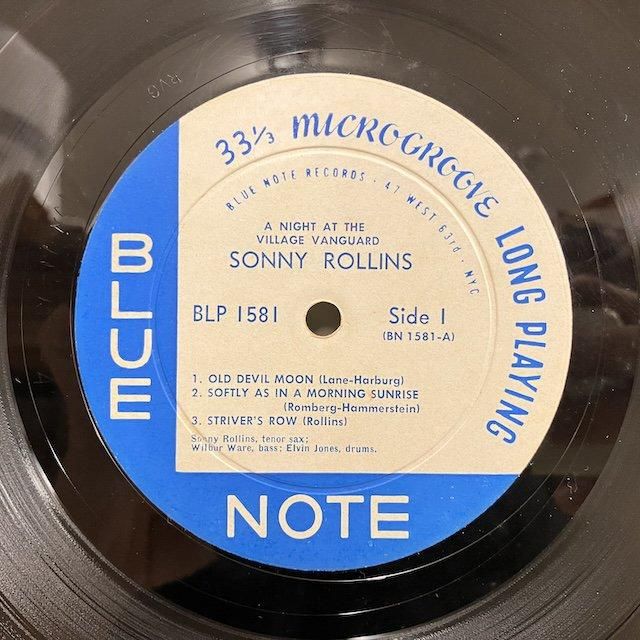 RVG
33⅓ MICROGROOVE LONG PLAYING
BLUE NOTE RECORDS · 47 WEST 63rd · NYC
A NIGHT AT THE
VILLAGE VANGUARD
SONNY ROLLINS
BLP 1581
Side 1
(BN 1581-A)
1. OLD DEVIL MOON (Lane-Harburg)
2. SOFTLY AS IN A MORNING SUNRISE
(Romberg-Hammerstein)
3. STRIVER'S ROW (Rollins)
Sonny Rollins, tenor sax;
Wilbur Ware, bass; Elvin Jones, drums.
BLUE
NOTE